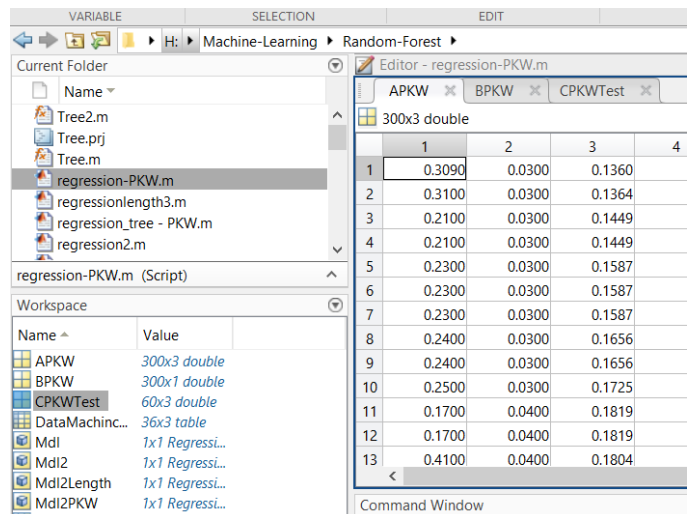 VARIABLE SELECTION EDIT
H: Machine-Learning Random-Forest
Current Folder
Name
Tree2.m
Tree.prj
Tree.m
regression-PKW.m
regressionlength3.m
regression_tree - PKW.m
regression2.m
regression-PKW.m (Script)
Workspace
Name Value
APKW 300x3 double
BPKW 300x1 double
CPKWTest 60x3 double
DataMachinc... 36x3 table
Mdl 1x1 Regressi...
Mdl2 1x1 Regressi...
Mdl2Length 1x1 Regressi...
Mdl2PKW 1x1 Regressi...
Editor - regression-PKW.m
APKW BPKW CPKWTest
300x3 double
1 2 3 4
1 0.3090 0.0300 0.1360
2 0.3100 0.0300 0.1364
3 0.2100 0.0300 0.1449
4 0.2100 0.0300 0.1449
5 0.2300 0.0300 0.1587
6 0.2300 0.0300 0.1587
7 0.2300 0.0300 0.1587
8 0.2400 0.0300 0.1656
9 0.2400 0.0300 0.1656
10 0.2500 0.0300 0.1725
11 0.1700 0.0400 0.1819
12 0.1700 0.0400 0.1819
13 0.4100 0.0400 0.1804
Command Window